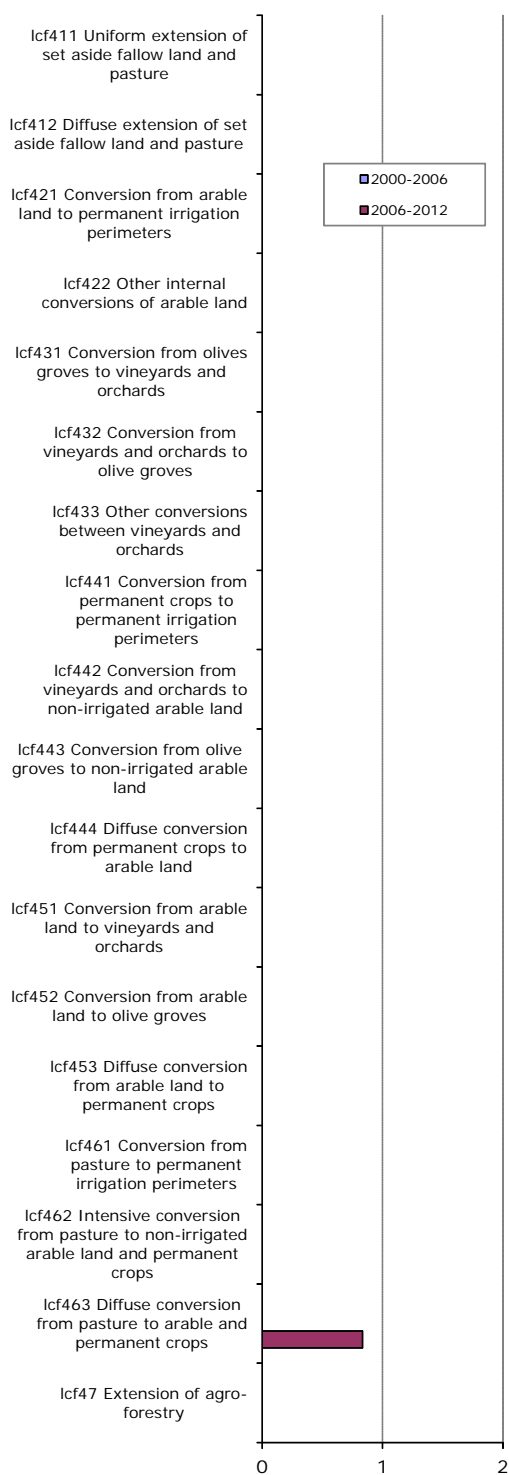 lcf411 Uniform extension of
set aside fallow land and
pasture
lcf412 Diffuse extension of set
aside fallow land and pasture
2000-2006
2006-2012
lcf421 Conversion from arable
land to permanent irrigation
perimeters
lcf422 Other internal
conversions of arable land
lcf431 Conversion from olives
groves to vineyards and
orchards
lcf432 Conversion from
vineyards and orchards to
olive groves
lcf433 Other conversions
between vineyards and
orchards
lcf441 Conversion from
permanent crops to
permanent irrigation
perimeters
lcf442 Conversion from
vineyards and orchards to
non-irrigated arable land
lcf443 Conversion from olive
groves to non-irrigated arable
land
lcf444 Diffuse conversion
from permanent crops to
arable land
lcf451 Conversion from arable
land to vineyards and
orchards
lcf452 Conversion from arable
land to olive groves
lcf453 Diffuse conversion
from arable land to
permanent crops
lcf461 Conversion from
pasture to permanent
irrigation perimeters
lcf462 Intensive conversion
from pasture to non-irrigated
arable land and permanent
crops
lcf463 Diffuse conversion
from pasture to arable and
permanent crops
lcf47 Extension of agro-
forestry
0 1 2